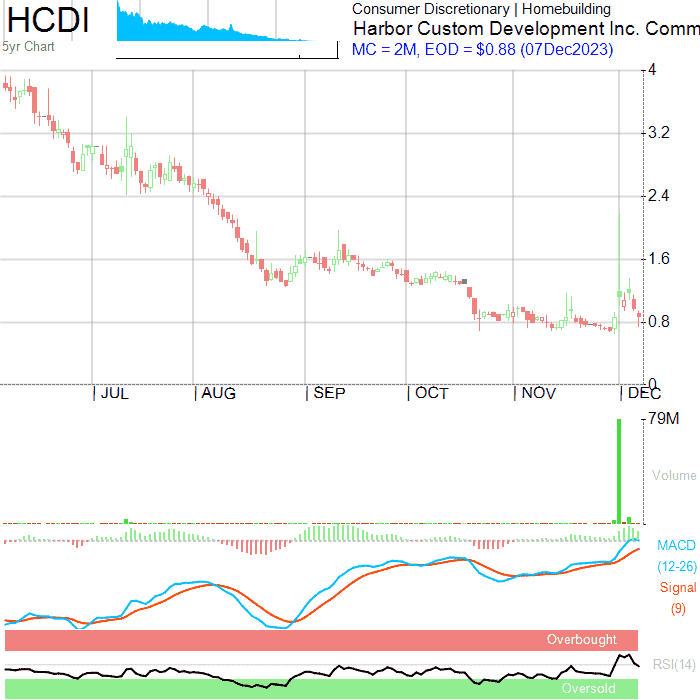 HCDI
5yr Chart
Consumer Discretionary | Homebuilding
Harbor Custom Development Inc. Comm
MC = 2M, EOD = $0.88 (07Dec2023)
4
3.2
2.4
1.6
0.8
0
JUL
AUG
SEP
OCT
NOV
DEC
79M
Volume
MACD
(12-26)
Signal
(9)
Overbought
RSI(14)
Oversold